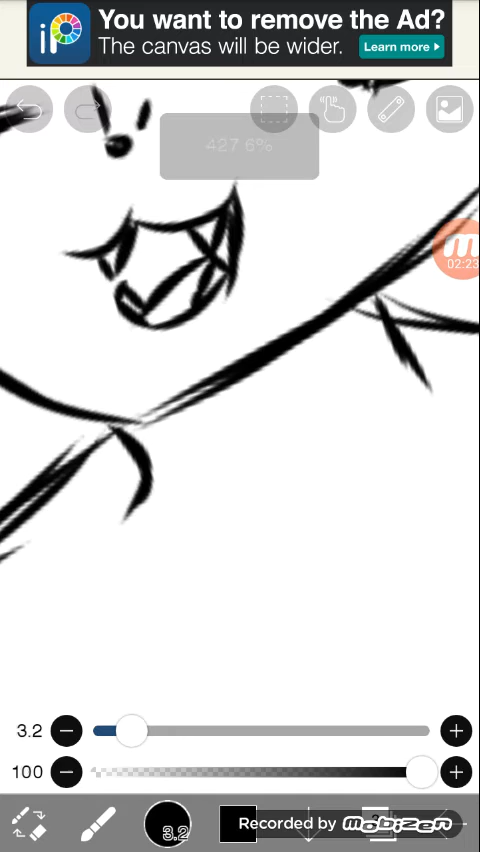 iP
You want to remove the Ad?
The canvas will be wider.
Learn more
427.6%
02:23
3.2
100
3.2
Recorded by mobizen